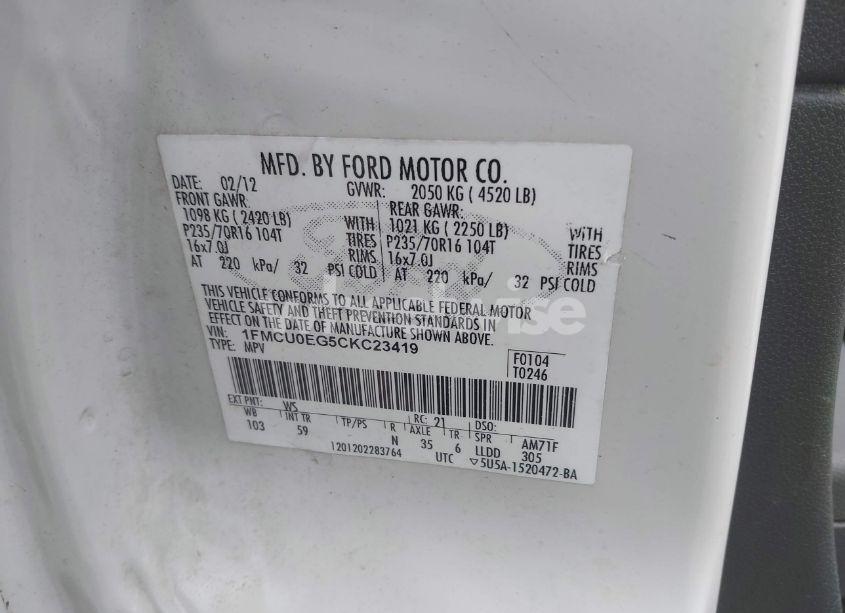 MFD. BY FORD MOTOR CO.
DATE: 02/12 GVWR: 2050 KG ( 4520 LB)
FRONT GAWR: REAR GAWR:
1098 KG ( 2420 LB) WITH 1021 KG ( 2250 LB) WITH
P235/70R16 104T TIRES P235/70R16 104T TIRES
16x7.0J RIMS 16x7.0J RIMS
AT 220 kPa/ 32 PSI COLD AT 220 kPa/ 32 PSI COLD
THIS VEHICLE CONFORMS TO ALL APPLICABLE FEDERAL MOTOR
VEHICLE SAFETY AND THEFT PREVENTION STANDARDS IN
EFFECT ON THE DATE OF MANUFACTURE SHOWN ABOVE.
VIN: 1FMCU0EG5CKC23419
TYPE: MPV
F0104
T0246
EXT PNT: WS RC: 21 DSO:
WB INT TR TP/PS R AXLE TR SPR AM71F
103 59 N 35 6 LLDD 305
1201202283764 UTC ▽5U5A-1520472-BA